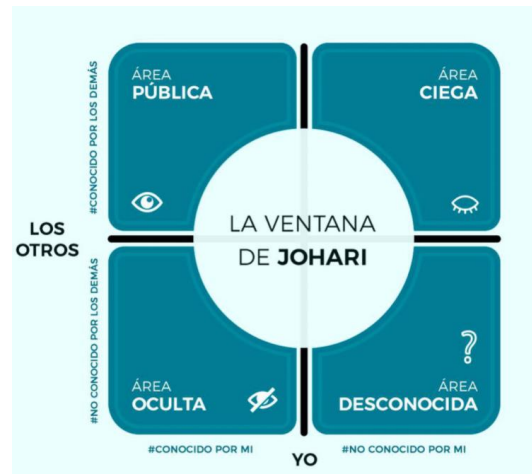 ÁREA
PÚBLICA
ÁREA
CIEGA
#CONOCIDO POR LOS DEMÁS
LA VENTANA
DE JOHARI
LOS
OTROS
#NO CONOCIDO POR LOS DEMÁS
ÁREA
OCULTA
?
ÁREA
DESCONOCIDA
#CONOCIDO POR MI
YO
#NO CONOCIDO POR MI